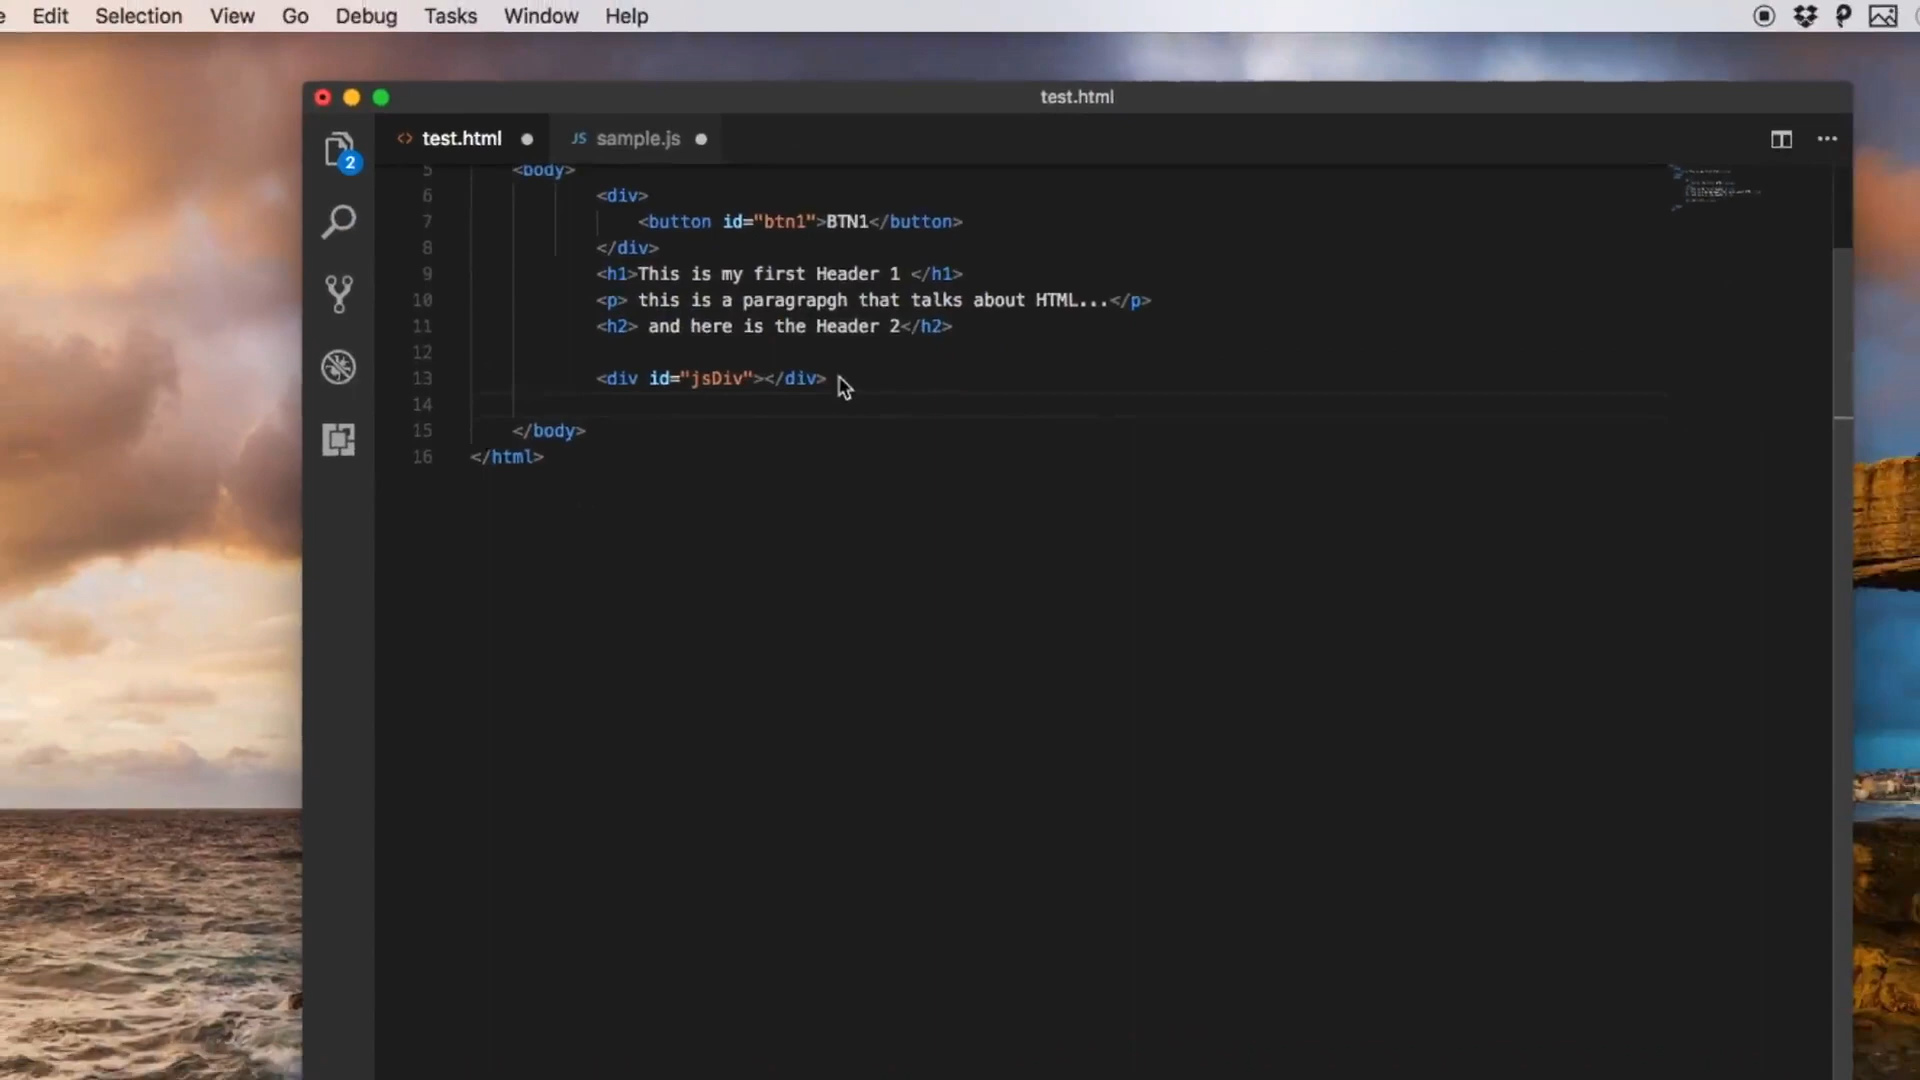 Edit Selection View Go Debug Tasks Window Help
test.html
2
test.html JS sample.js
5 <body>
6 <div>
7 <button id="btn1">BTN1</button>
8 </div>
9 <h1>This is my first Header 1 </h1>
10 <p> this is a paragrapgh that talks about HTML...</p>
11 <h2> and here is the Header 2</h2>
12
13 <div id="jsDiv"></div>
14
15 </body>
16 </html>